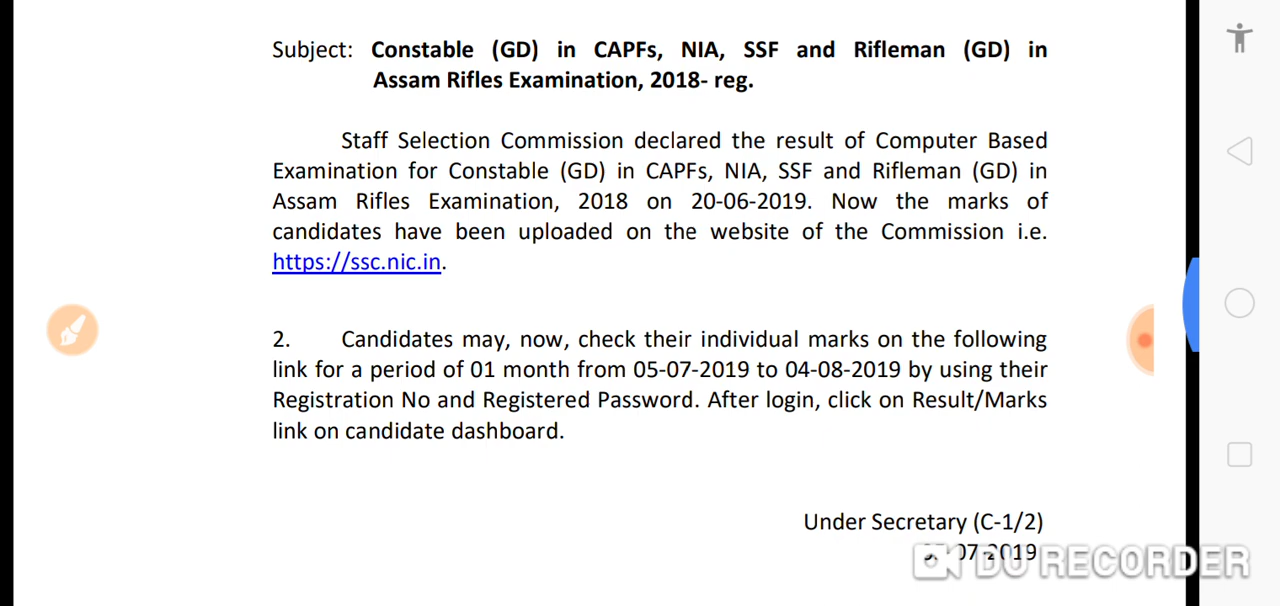 Subject: Constable (GD) in CAPFs, NIA, SSF and Rifleman (GD) in
Assam Rifles Examination, 2018- reg.
Staff Selection Commission declared the result of Computer Based
Examination for Constable (GD) in CAPFs, NIA, SSF and Rifleman (GD) in
Assam Rifles Examination, 2018 on 20-06-2019. Now the marks of
candidates have been uploaded on the website of the Commission i.e.
https://ssc.nic.in.
2. Candidates may, now, check their individual marks on the following
link for a period of 01 month from 05-07-2019 to 04-08-2019 by using their
Registration No and Registered Password. After login, click on Result/Marks
link on candidate dashboard.
Under Secretary (C-1/2)
07-2019
DU RECORDER